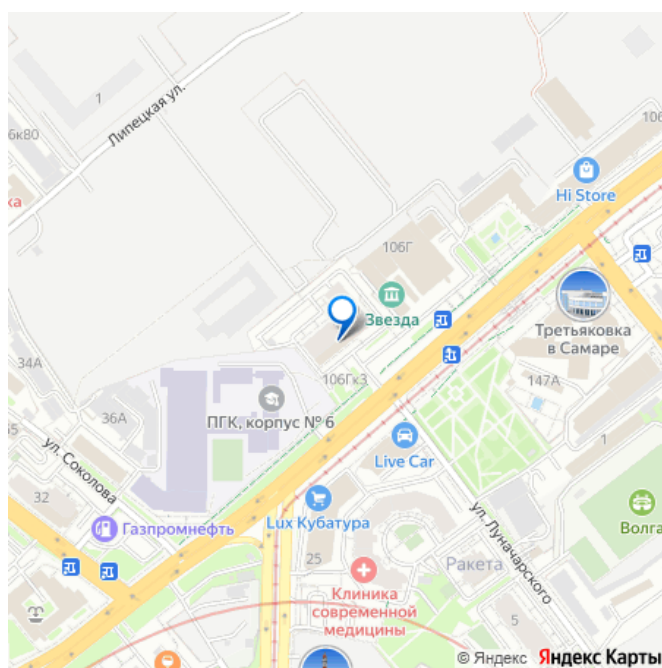 1
Липецкая ул.
6к80
ка
106
Hi Store
106Г
Звезда
Третьяковка
в Самаре
106Гк3
34А
36А
ПГК, корпус № 6
147А
Live Car
1
ул. Соколова
32
Газпромнефть
Lux Кубатура
ул. Луначарского
Волга
25
Ракета
Клиника
современной
медицины
5
© Яндекс Яндекс Карты